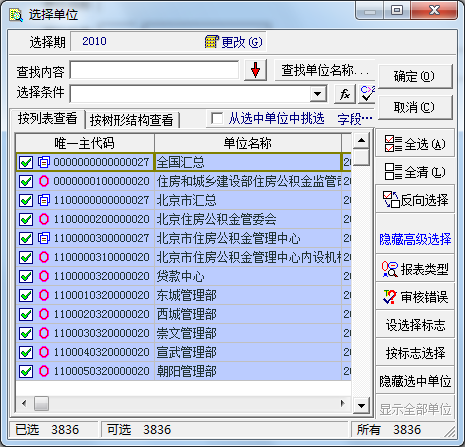 选择单位
选择期 2010 更改(G)
查找内容 查找单位名称... 确定(O)
选择条件 fx 取消(C)
按列表查看 按树形结构查看 从选中单位中挑选 字段...
唯一主代码 单位名称
0000000000000027 全国汇总 20
0000000100000020 住房和城乡建设部住房公积金监管 20
1100000000000027 北京市汇总 20
1100000200000020 北京住房公积金管委会 20
1100000300000027 北京市住房公积金管理中心 20
1100000310000020 北京市住房公积金管理中心内设机 20
1100000320000020 贷款中心 20
1100010320000020 东城管理部 20
1100020320000020 西城管理部 20
1100030320000020 崇文管理部 20
1100040320000020 宣武管理部 20
1100050320000020 朝阳管理部 20
全选(A)
全清(L)
反向选择
隐藏高级选择
报表类型
审核错误
设选择标志
按标志选择
隐藏选中单位
显示全部单位
已选 3836 可选 3836 所有 3836